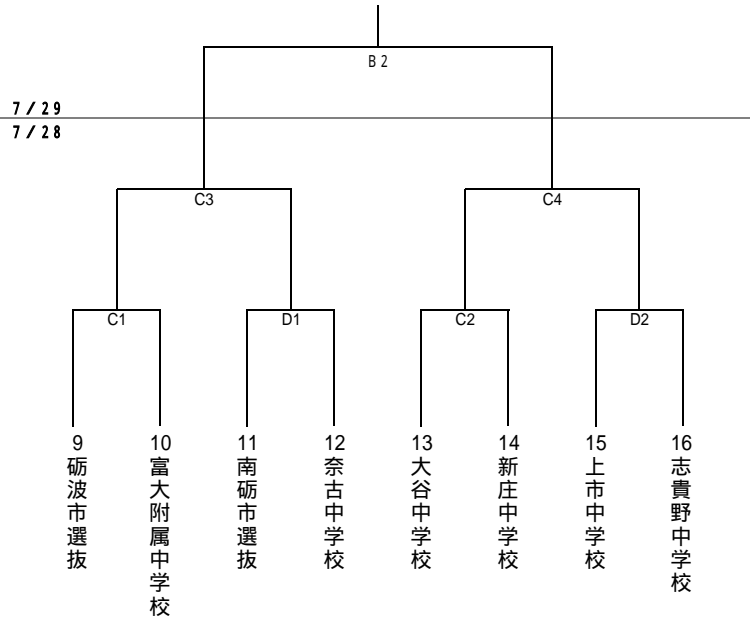 B 2
7/29
7/28
C3
C4
C1
D1
C2
D2
9
砺波市選抜
10
富大附属中学校
11
南砺市選抜
12
奈古中学校
13
大谷中学校
14
新庄中学校
15
上市中学校
16
志貴野中学校